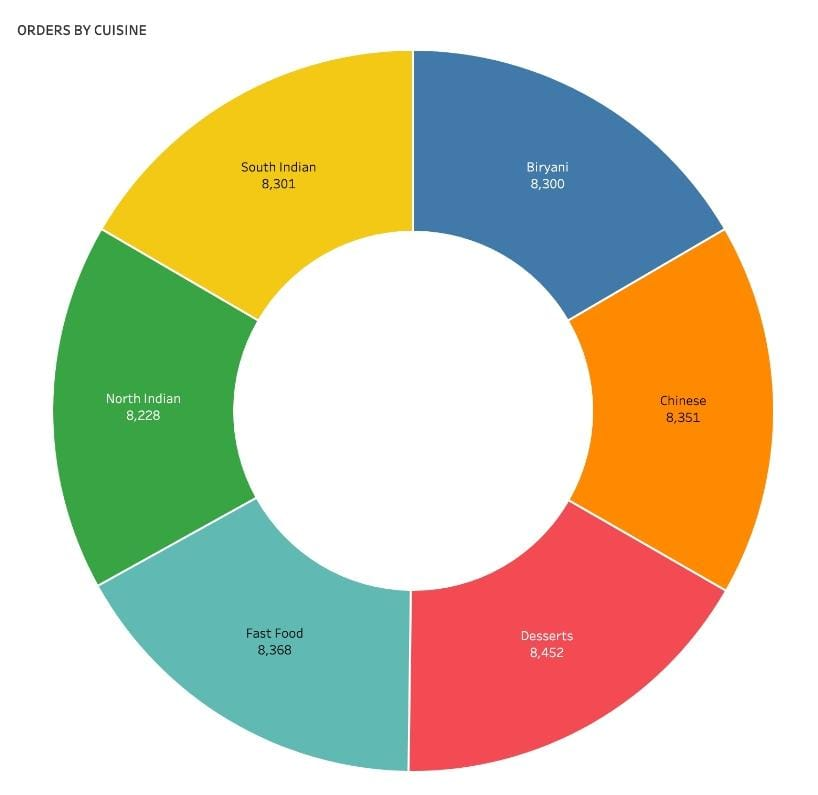 ORDERS BY CUISINE
South Indian
8,301
Biryani
8,300
North Indian
8,228
Chinese
8,351
Fast Food
8,368
Desserts
8,452